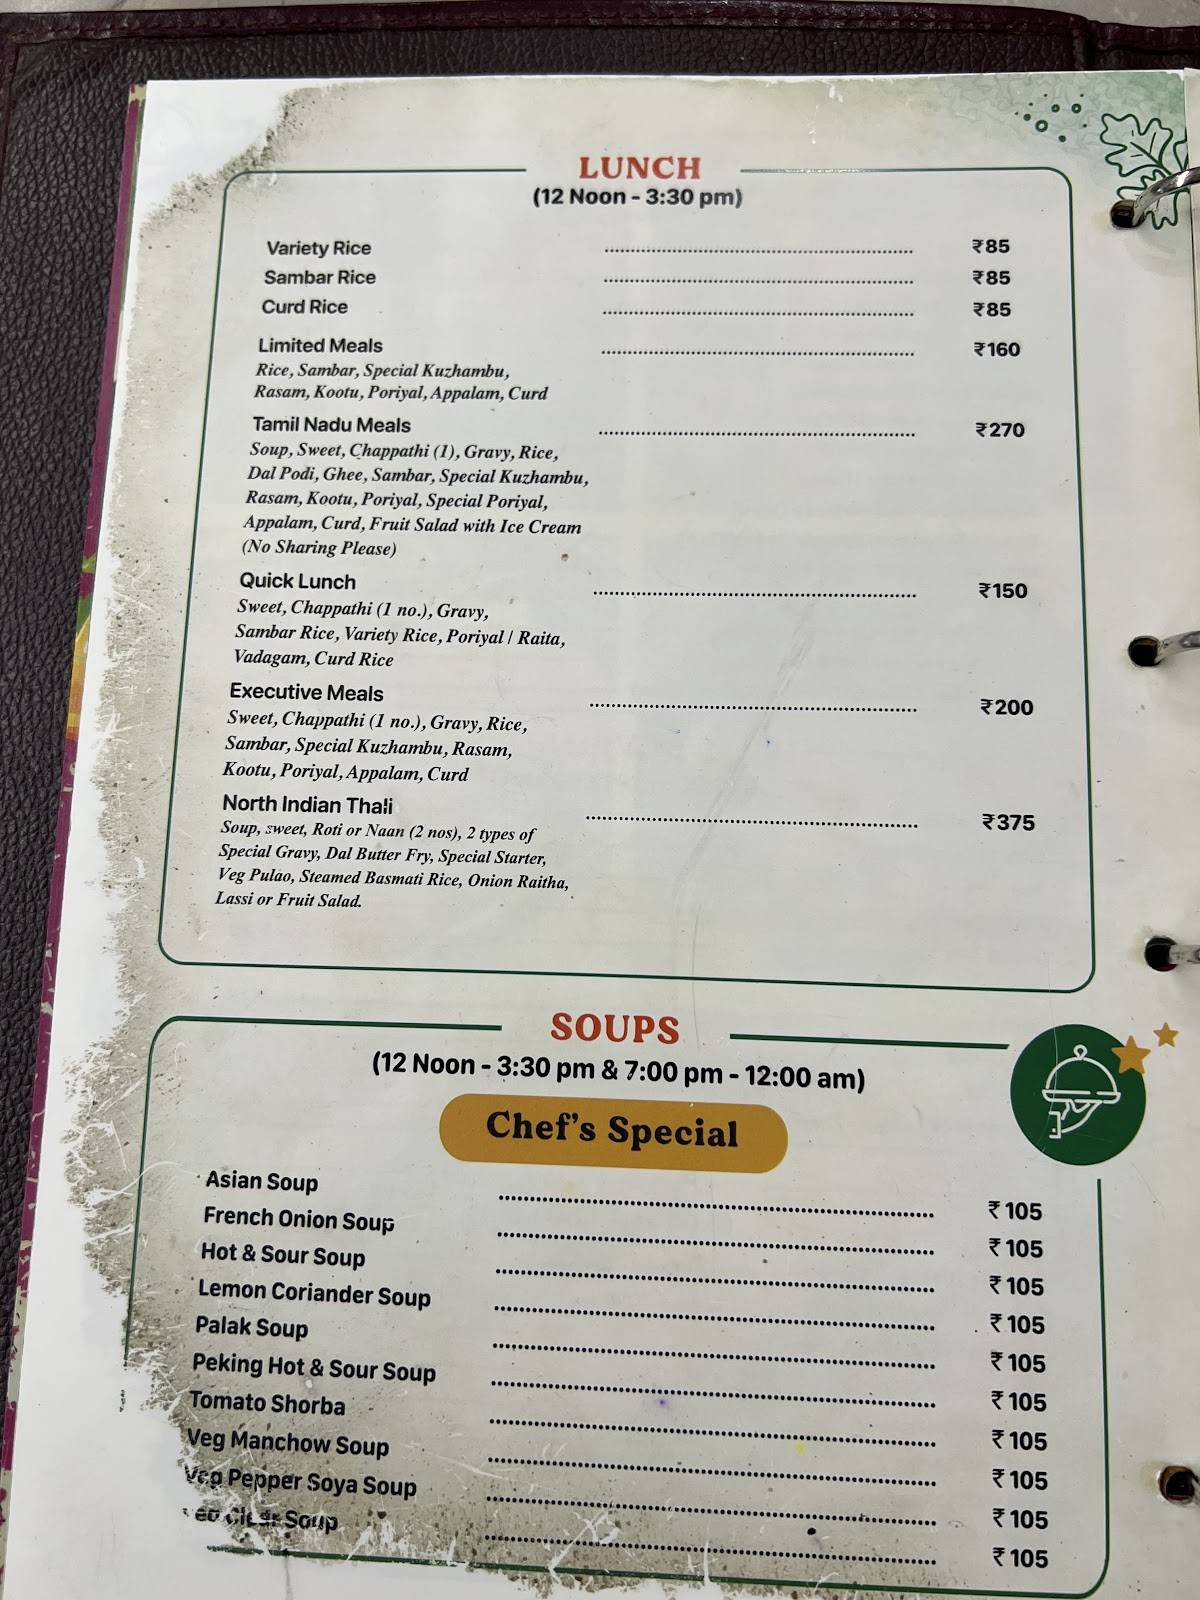 LUNCH
(12 Noon - 3:30 pm)
Variety Rice ₹85
Sambar Rice ₹85
Curd Rice ₹85
Limited Meals ₹160
Rice, Sambar, Special Kuzhambu,
Rasam, Kootu, Poriyal, Appalam, Curd
Tamil Nadu Meals ₹270
Soup, Sweet, Chappathi (1), Gravy, Rice,
Dal Podi, Ghee, Sambar, Special Kuzhambu,
Rasam, Kootu, Poriyal, Special Poriyal,
Appalam, Curd, Fruit Salad with Ice Cream
(No Sharing Please)
Quick Lunch ₹150
Sweet, Chappathi (1 no.), Gravy,
Sambar Rice, Variety Rice, Poriyal / Raita,
Vadagam, Curd Rice
Executive Meals ₹200
Sweet, Chappathi (1 no.), Gravy, Rice,
Sambar, Special Kuzhambu, Rasam,
Kootu, Poriyal, Appalam, Curd
North Indian Thali ₹375
Soup, sweet, Roti or Naan (2 nos), 2 types of
Special Gravy, Dal Butter Fry, Special Starter,
Veg Pulao, Steamed Basmati Rice, Onion Raitha,
Lassi or Fruit Salad.
SOUPS
(12 Noon - 3:30 pm & 7:00 pm - 12:00 am)
Chef's Special
Asian Soup ₹105
French Onion Soup ₹105
Hot & Sour Soup ₹105
Lemon Coriander Soup ₹105
Palak Soup ₹105
Peking Hot & Sour Soup ₹105
Tomato Shorba ₹105
Veg Manchow Soup ₹105
Veg Pepper Soya Soup ₹105
Veg Clear Soup ₹105